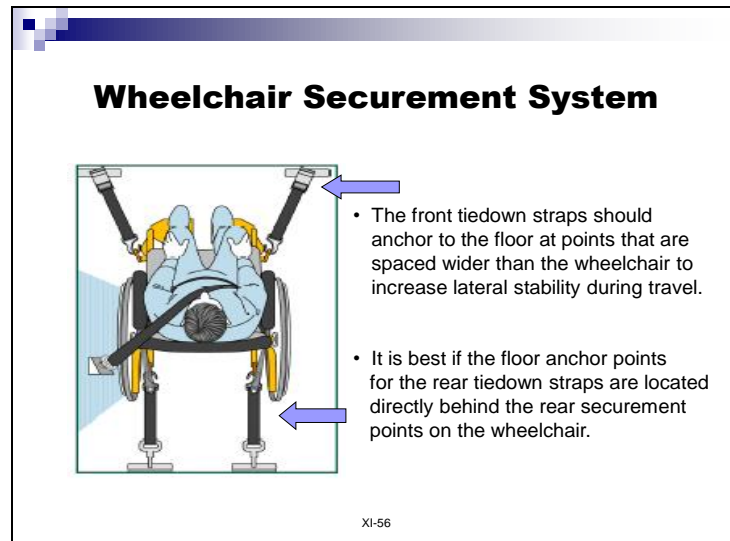 Wheelchair Securement System
• The front tiedown straps should
anchor to the floor at points that are
spaced wider than the wheelchair to
increase lateral stability during travel.
• It is best if the floor anchor points
for the rear tiedown straps are located
directly behind the rear securement
points on the wheelchair.
XI-56